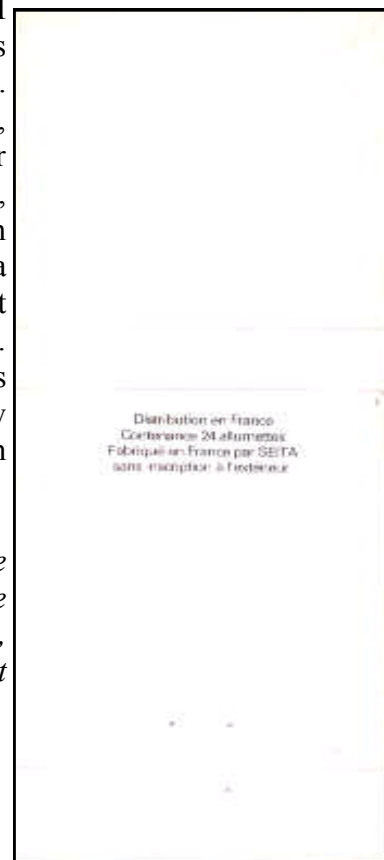 Distribution en France
Contenance 24 allumettes
Fabriqué en France par SEITA
sans inscription à l'extérieur